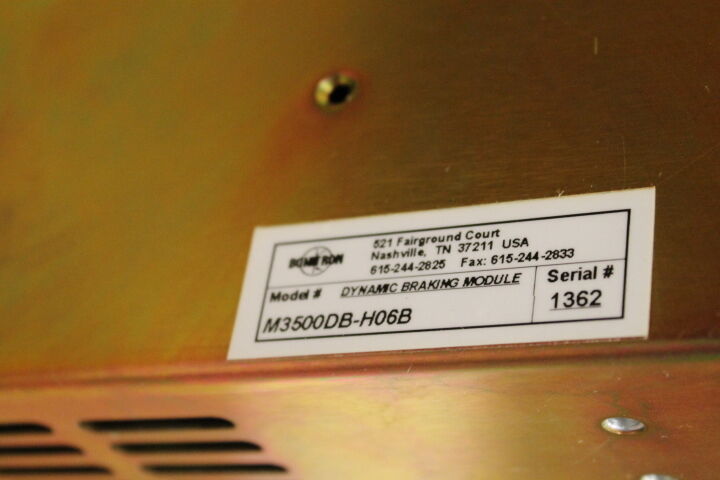 BONITRON
521 Fairground Court
Nashville, TN 37211 USA
615-244-2825 Fax: 615-244-2833
Model # DYNAMIC BRAKING MODULE
M3500DB-H06B
Serial #
1362